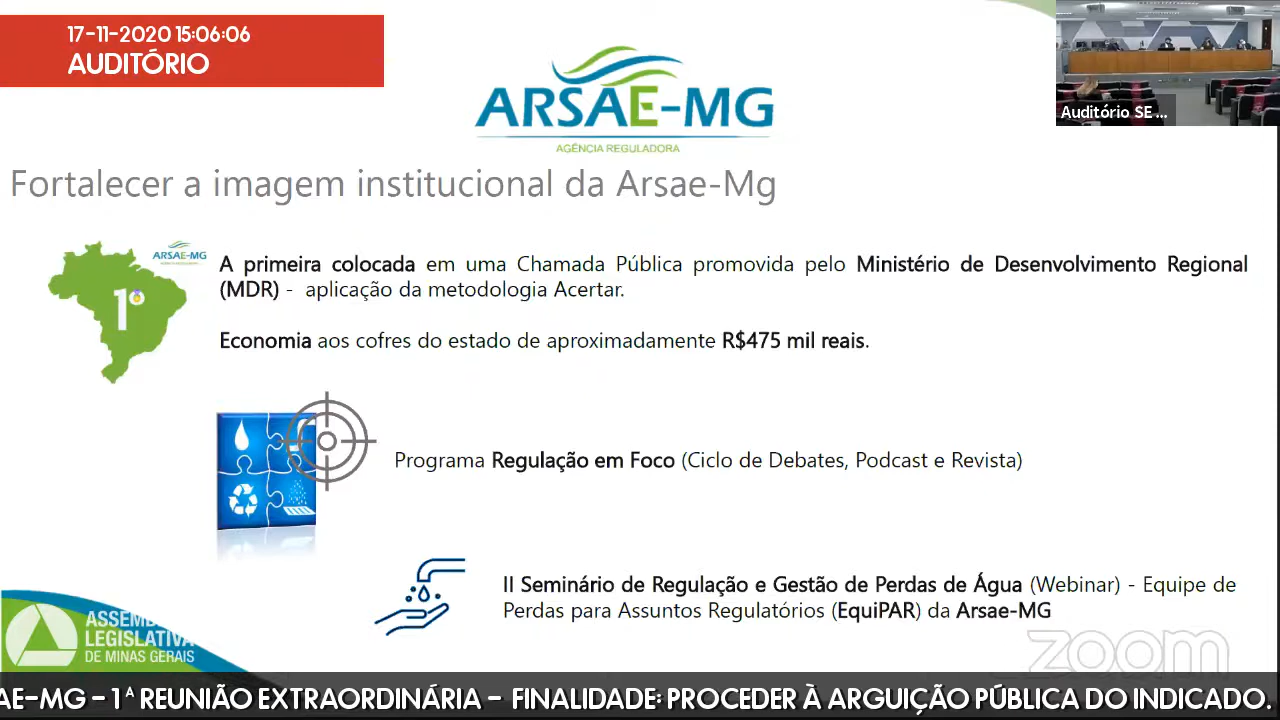 17-11-2020 15:06:06
AUDITÓRIO
Auditório SE ...
ARSAE-MG
AGÊNCIA REGULADORA
Fortalecer a imagem institucional da Arsae-Mg
ARSAE-MG
1º
A primeira colocada em uma Chamada Pública promovida pelo Ministério de Desenvolvimento Regional
(MDR) - aplicação da metodologia Acertar.
Economia aos cofres do estado de aproximadamente R$475 mil reais.
Programa Regulação em Foco (Ciclo de Debates, Podcast e Revista)
II Seminário de Regulação e Gestão de Perdas de Água (Webinar) - Equipe de
Perdas para Assuntos Regulatórios (EquiPAR) da Arsae-MG
LEGISLATIVA
DE MINAS GERAIS
zoom
AE-MG - 1ª REUNIÃO EXTRAORDINÁRIA - FINALIDADE: PROCEDER À ARGUIÇÃO PÚBLICA DO INDICADO.